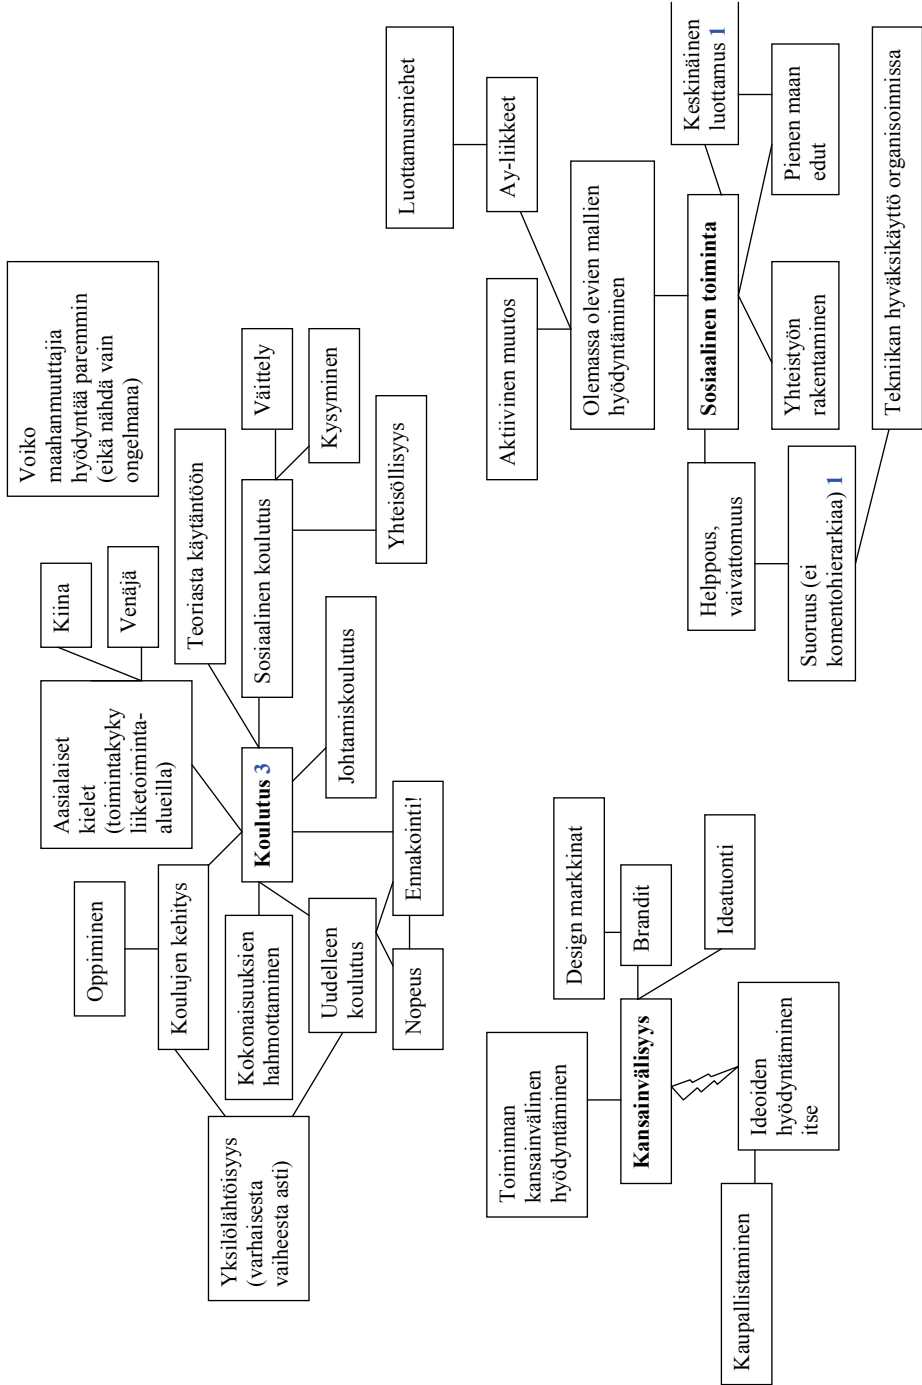 Voiko
maahanmuuttajia
hyödyntää paremmin
(eikä nähdä vain
ongelmana)
Aasialaiset
kielet
(toimintakyky
liiketoiminta-
alueilla)
Kiina
Venäjä
Oppiminen
Koulujen kehitys
Teoriasta käytäntöön
Yksilölähtöisyys
(varhaisesta
vaiheesta asti)
Kokonaisuuksien
hahmottaminen
Koulutus 3
Sosiaalinen koulutus
Väittely
Kysyminen
Yhteisöllisyys
Uudelleen
koulutus
Johtamiskoulutus
Nopeus
Ennakointi!
Luottamusmiehet
Ay-liikkeet
Aktiivinen muutos
Olemassa olevien mallien
hyödyntäminen
Sosiaalinen toiminta
Keskinäinen
luottamus 1
Helppous,
vaivattomuus
Yhteistyön
rakentaminen
Pienen maan
edut
Suoruus (ei
komentohierarkiaa) 1
Tekniikan hyväksikäyttö organisoinnissa
Toiminnan
kansainvälinen
hyödyntäminen
Design markkinat
Brandit
Kansainvälisyys
Ideatuonti
Ideoiden
hyödyntäminen
itse
Kaupallistaminen